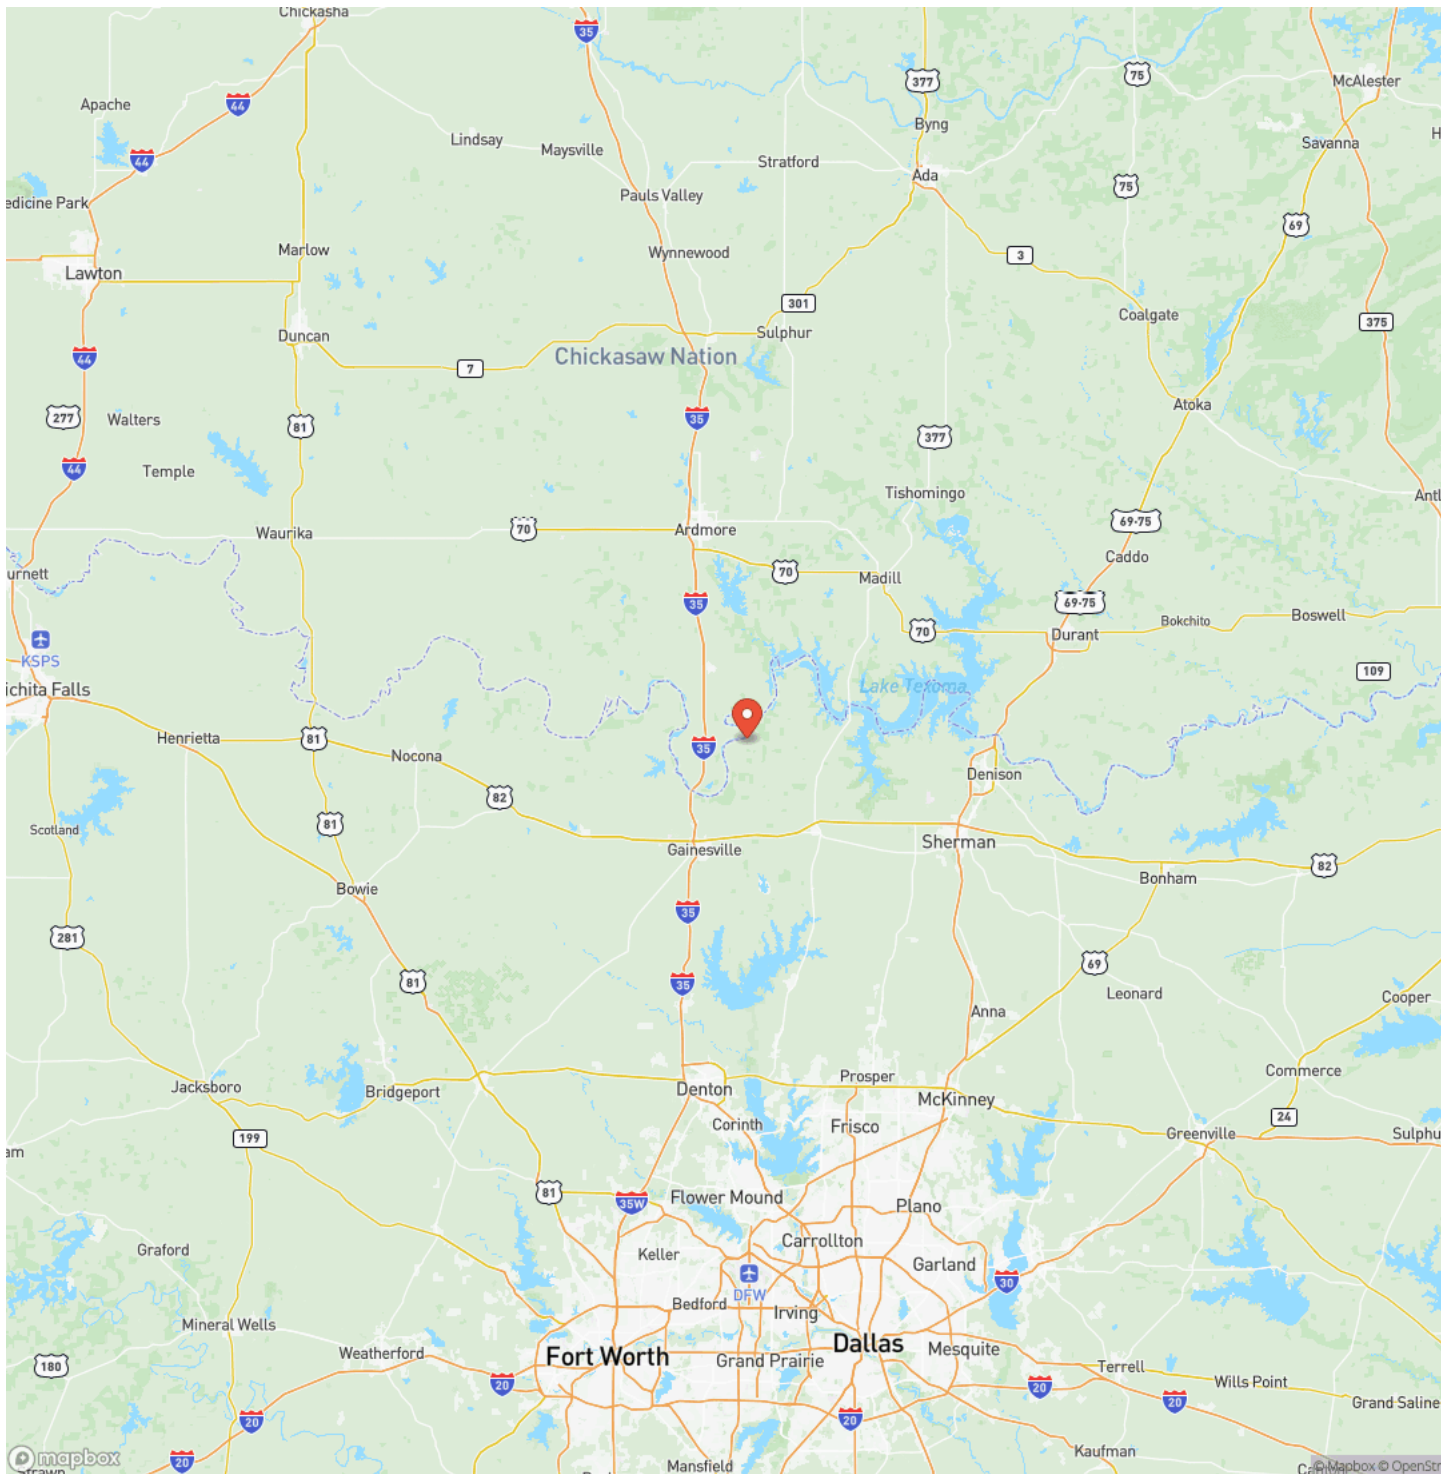 Chickasha
35
377
75
McAlester
44
Apache
Byng
Savanna
H
Lindsay
Maysville
44
Stratford
Ada
75
Pauls Valley
edicine Park
69
Marlow
Wynnewood
3
Lawton
301
Coalgate
Sulphur
375
Duncan
Chickasaw Nation
44
7
277
Walters
81
35
Atoka
377
44
Temple
Tishomingo
Antl
70
Ardmore
69-75
Waurika
Caddo
urnett
70
Madill
35
69-75
Boswell
KSPS
70
Durant
Bokchito
109
ichita Falls
Lake Texoma
Henrietta
81
Nocona
35
Denison
82
Scotland
81
Gainesville
Sherman
82
Bonham
Bowie
35
281
69
81
35
Leonard
Cooper
Anna
Commerce
Jacksboro
Bridgeport
Denton
Prosper
McKinney
199
Corinth
Frisco
24
Greenville
Sulphu
am
81
35W
Flower Mound
Plano
Graford
Keller
Carrollton
Garland
30
DFW
Bedford
Irving
Mineral Wells
Weatherford
Fort Worth
Grand Prairie
Dallas
Mesquite
180
20
Terrell
20
Wills Point
20
Grand Saline
20
20
Kaufman
mapbox
20
Mansfield
© Mapbox © OpenStr